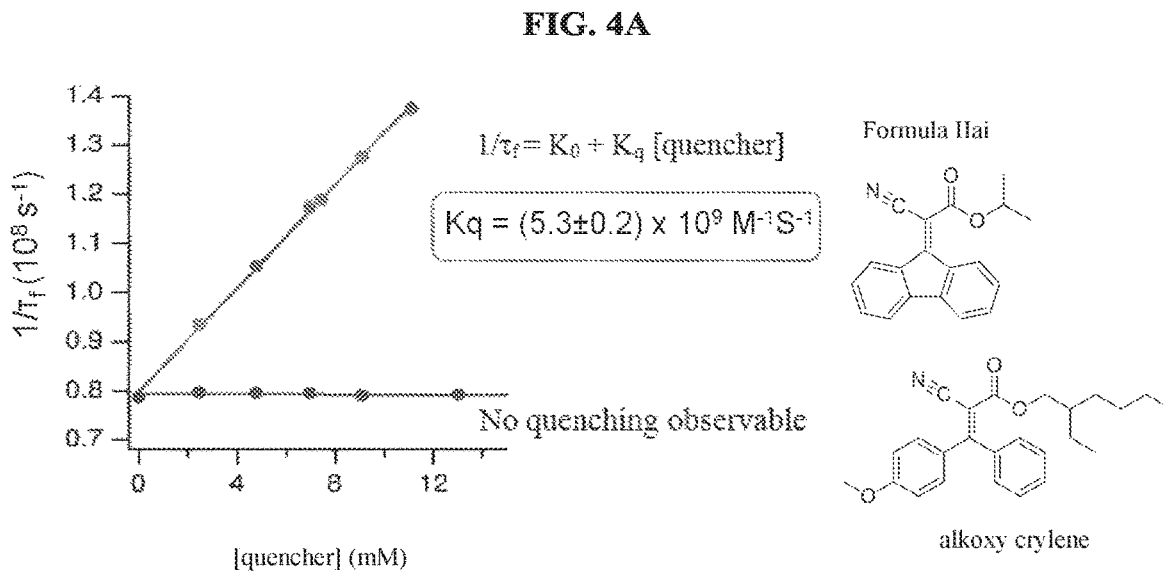 FIG. 4A
1.4
1.3
1.2
1.1
1.0
0.9
0.8
0.7
1/τf (10⁸ s⁻¹)
0
4
8
12
[quencher] (mM)
1/τf = K0 + Kq [quencher]
Kq = (5.3±0.2) x 10⁹ M⁻¹S⁻¹
No quenching observable
Formula IIai
N
O
O
N
O
O
O
alkoxy crylene